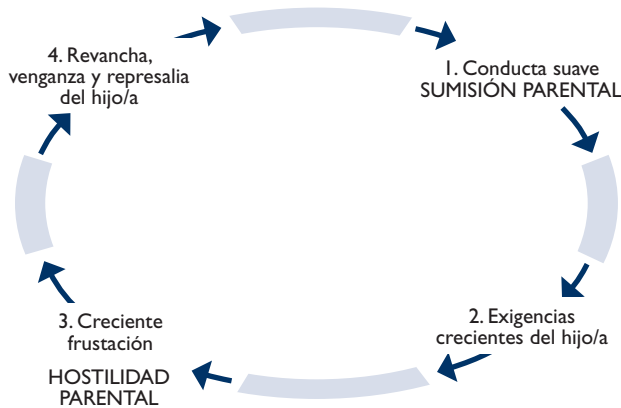 1. Conducta suave
SUMISIÓN PARENTAL
2. Exigencias
crecientes del hijo/a
3. Creciente
frustación
HOSTILIDAD
PARENTAL
4. Revancha,
venganza y represalia
del hijo/a